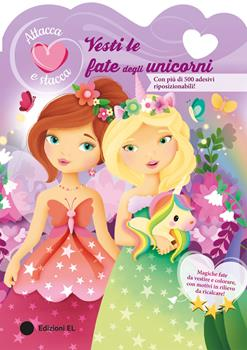 Attacca
e stacca
Vesti le
fate degli unicorni
Con più di 500 adesivi
riposizionabili!
Magiche fate
da vestire e colorare,
con motivi in rilievo
da ricalcare!
Edizioni EL